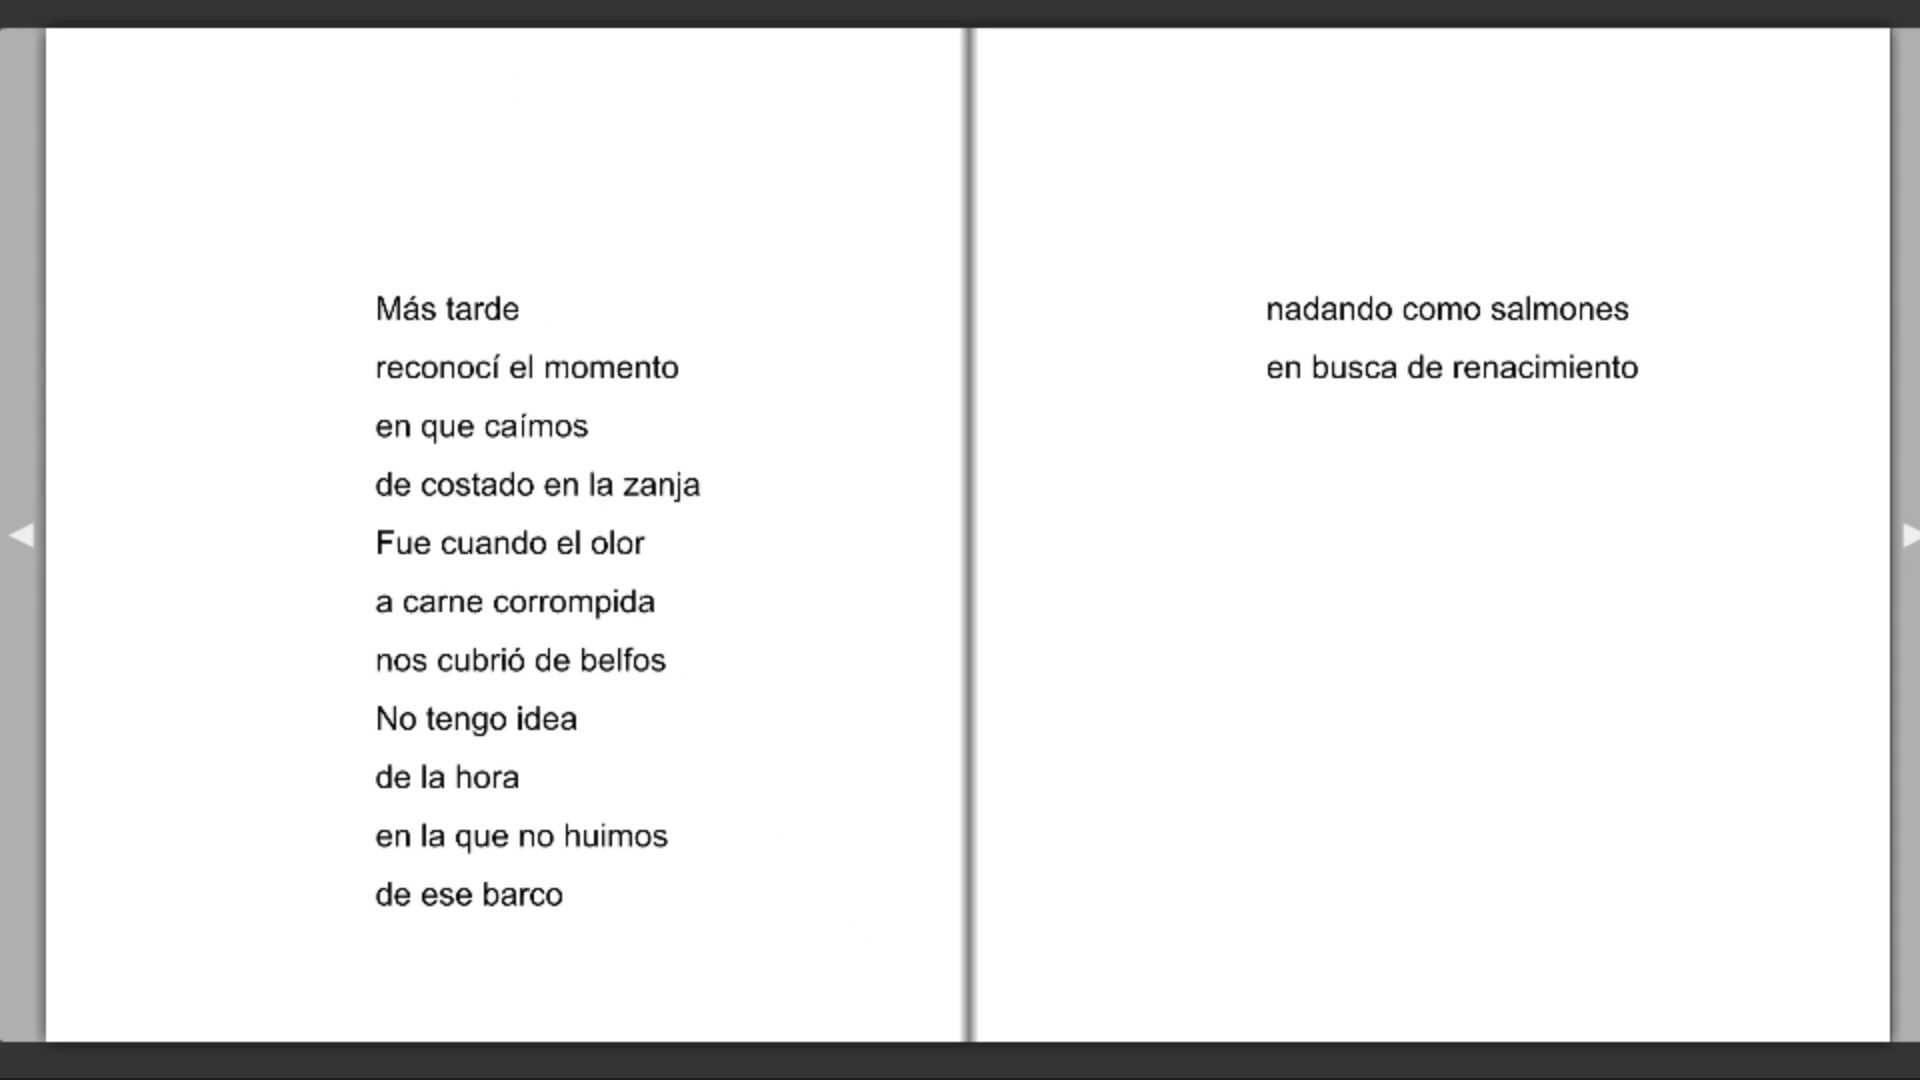 Más tarde
reconocí el momento
en que caímos
de costado en la zanja
Fue cuando el olor
a carne corrompida
nos cubrió de belfos
No tengo idea
de la hora
en la que no huimos
de ese barco
nadando como salmones
en busca de renacimiento